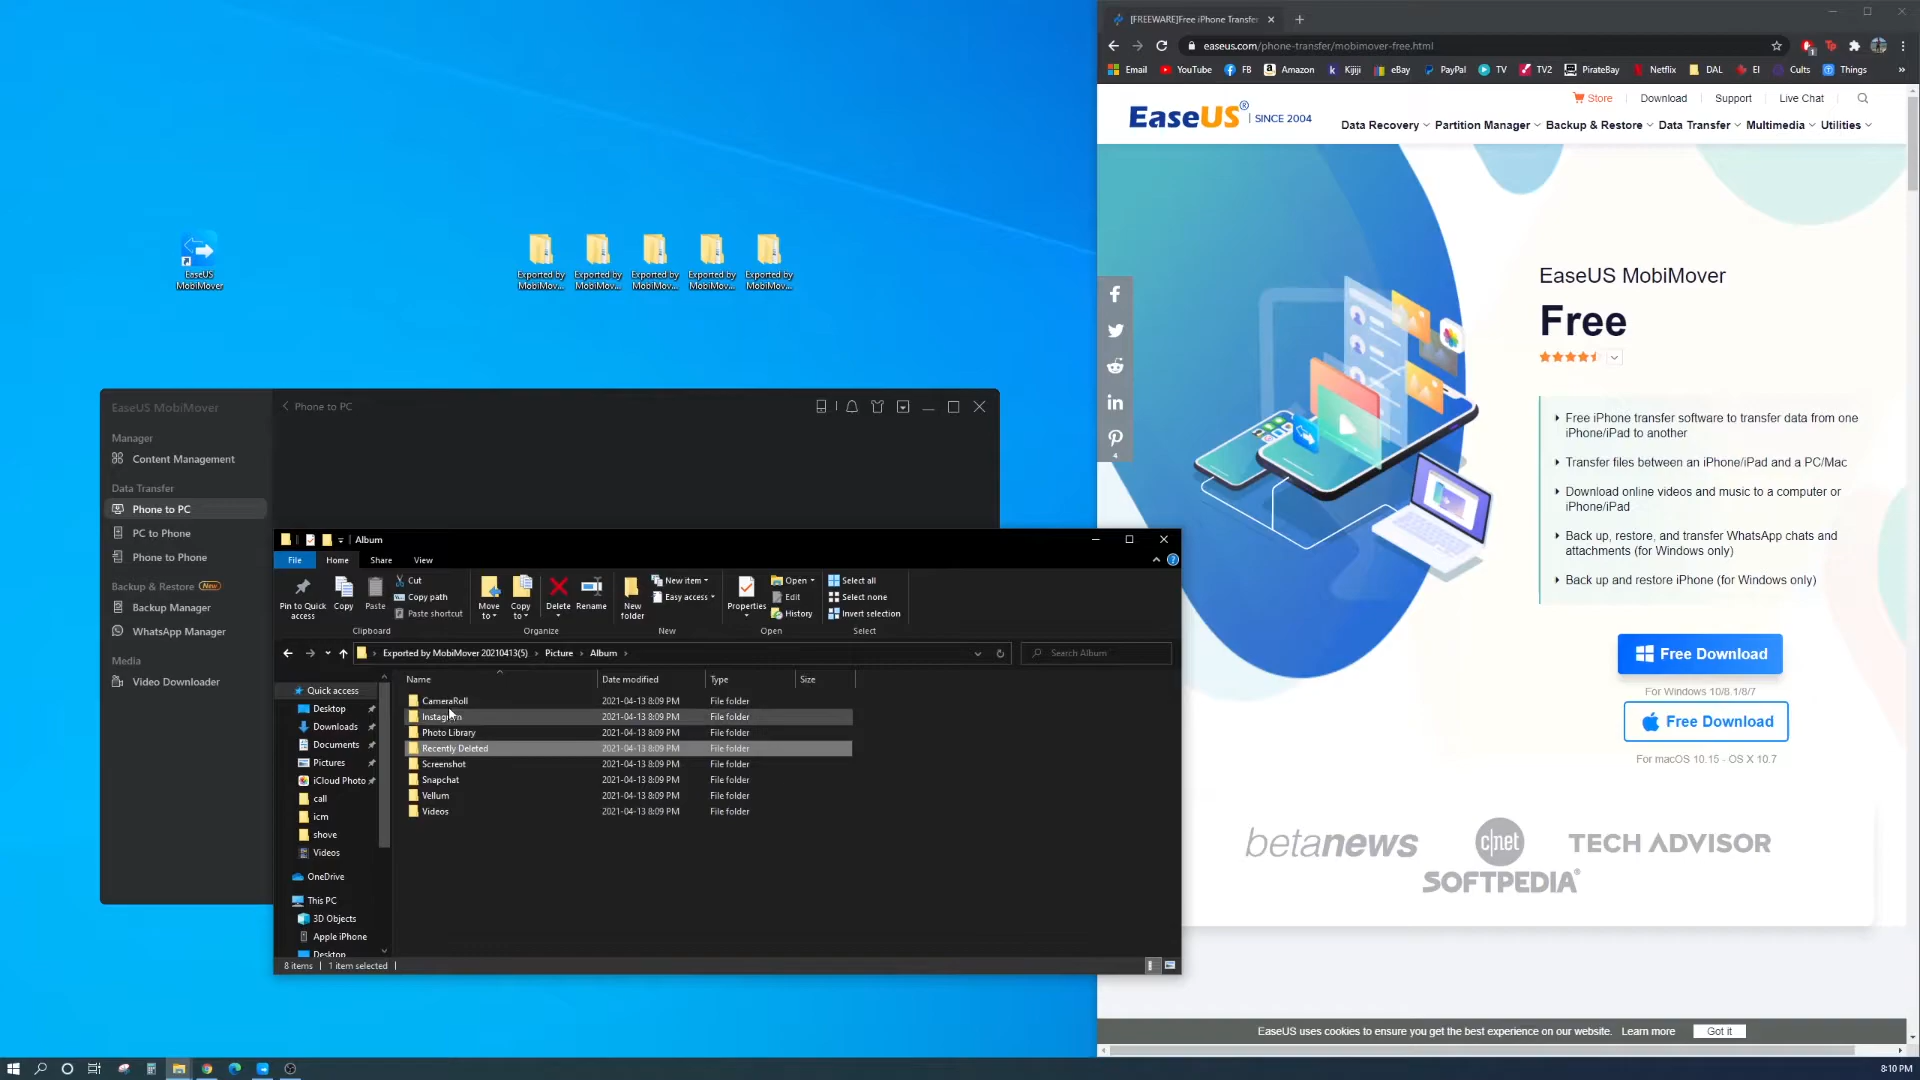 EaseUS
MobiMover
Exported by
MobiMov...
Exported by
MobiMov...
Exported by
MobiMov...
Exported by
MobiMov...
Exported by
MobiMov...
EaseUS MobiMover
Manager
Content Management
Data Transfer
Phone to PC
PC to Phone
Phone to Phone
Backup & Restore New
Backup Manager
WhatsApp Manager
Media
Video Downloader
Phone to PC
Album
File Home Share View
Pin to Quick
access
Copy
Paste
Cut
Copy path
Paste shortcut
Clipboard
Move
to
Copy
to
Delete
Rename
Organize
New
folder
New item
Easy access
New
Properties
Open
Edit
History
Open
Select all
Select none
Invert selection
Select
Exported by MobiMover 20210413(5) Picture Album
Search Album
Quick access
Desktop
Downloads
Documents
Pictures
iCloud Photo
call
icm
shove
Videos
OneDrive
This PC
3D Objects
Apple iPhone
Desktop
Name Date modified Type Size
CameraRoll 2021-04-13 8:09 PM File folder
Instagram 2021-04-13 8:09 PM File folder
Photo Library 2021-04-13 8:09 PM File folder
Recently Deleted 2021-04-13 8:09 PM File folder
Screenshot 2021-04-13 8:09 PM File folder
Snapchat 2021-04-13 8:09 PM File folder
Vellum 2021-04-13 8:09 PM File folder
Videos 2021-04-13 8:09 PM File folder
8 items 1 item selected
[FREEWARE]Free iPhone Transfer
easeus.com/phone-transfer/mobimover-free.html
Email YouTube FB Amazon Kijiji eBay PayPal TV TV2 PirateBay Netflix DAL EI Cults Things »
Store Download Support Live Chat
EaseUS® SINCE 2004
Data Recovery Partition Manager Backup & Restore Data Transfer Multimedia Utilities
4
EaseUS MobiMover
Free
Free iPhone transfer software to transfer data from one
iPhone/iPad to another
Transfer files between an iPhone/iPad and a PC/Mac
Download online videos and music to a computer or
iPhone/iPad
Back up, restore, and transfer WhatsApp chats and
attachments (for Windows only)
Back up and restore iPhone (for Windows only)
Free Download
For Windows 10/8.1/8/7
Free Download
For macOS 10.15 - OS X 10.7
betanews
c|net
TECH ADVISOR
SOFTPEDIA®
EaseUS uses cookies to ensure you get the best experience on our website. Learn more Got it
8:10 PM